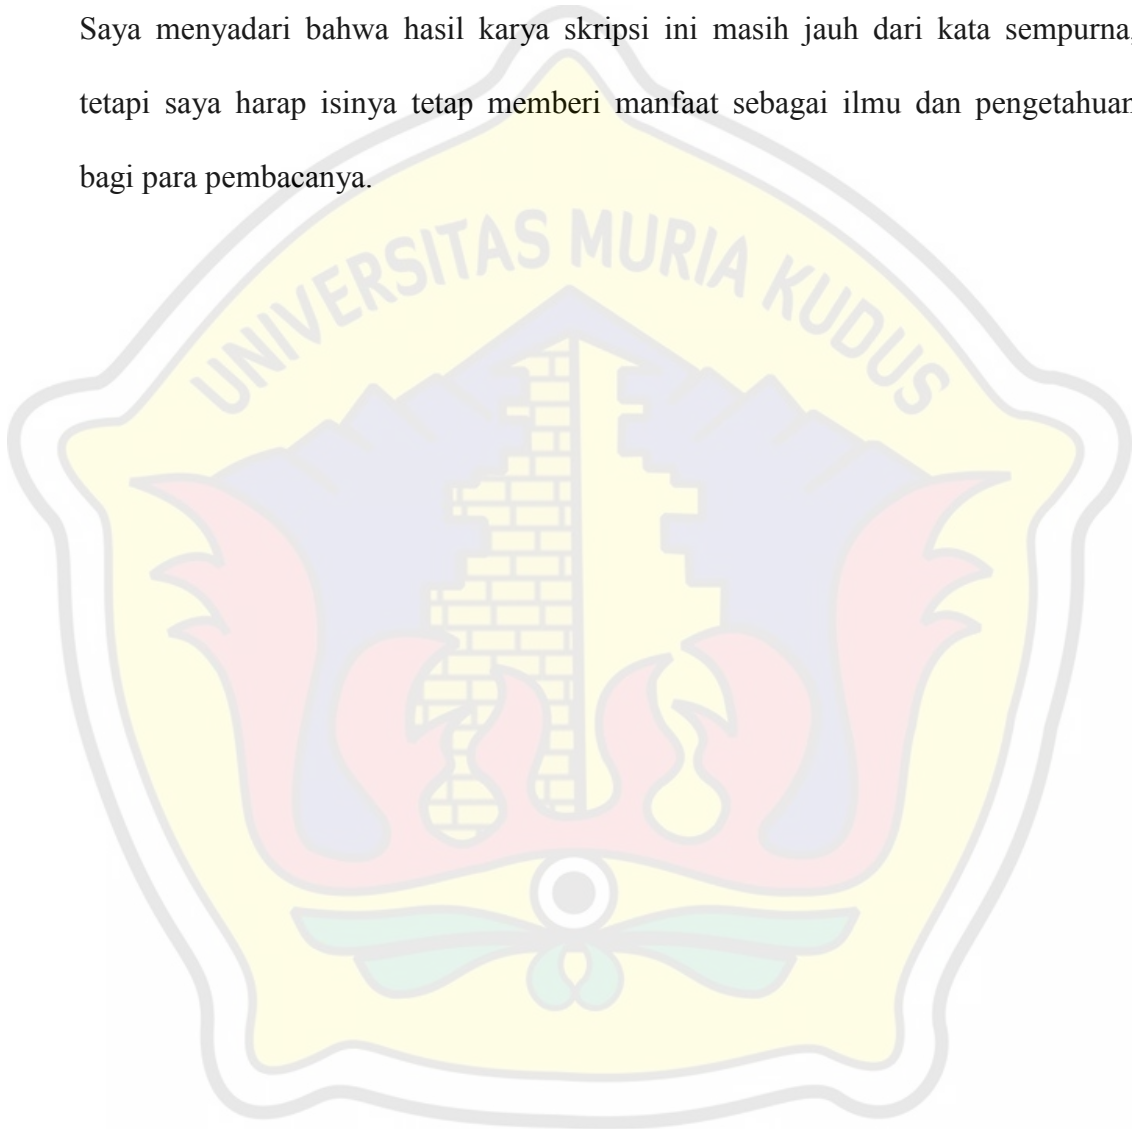 Saya menyadari bahwa hasil karya skripsi ini masih jauh dari kata sempurna,
tetapi saya harap isinya tetap memberi manfaat sebagai ilmu dan pengetahuan
bagi para pembacanya.
UNIVERSITAS MURIA KUDUS